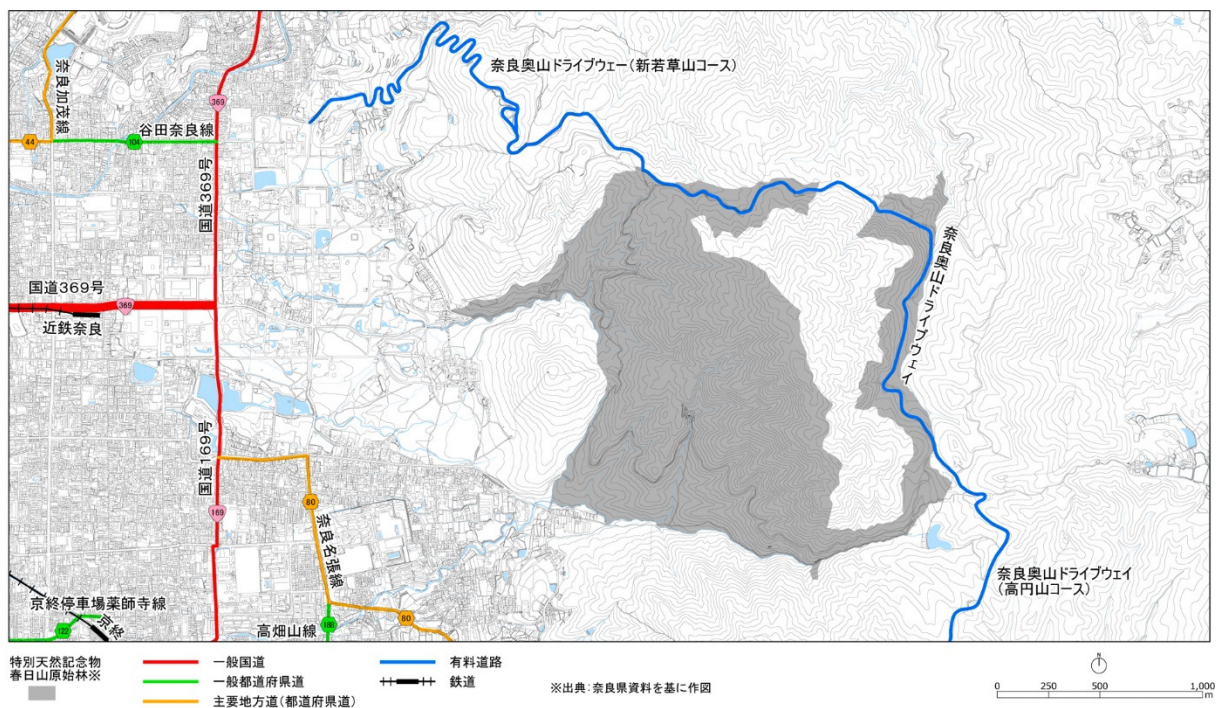 奈良奥山ドライブウェー(新若草山コース)
奈良加茂線
369
谷田奈良線
44
104
国道369号
奈良奥山ドライブウェイ
国道369号
369
近鉄奈良
国道169号
80
169
奈良名張線
奈良奥山ドライブウェイ
(高円山コース)
京終停車場薬師寺線
京終
122
高畑山線
188
80
特別天然記念物
春日山原始林※
一般国道
一般都道府県道
主要地方道(都道府県道)
有料道路
鉄道
※出典:奈良県資料を基に作図
0 250 500 1,000
m